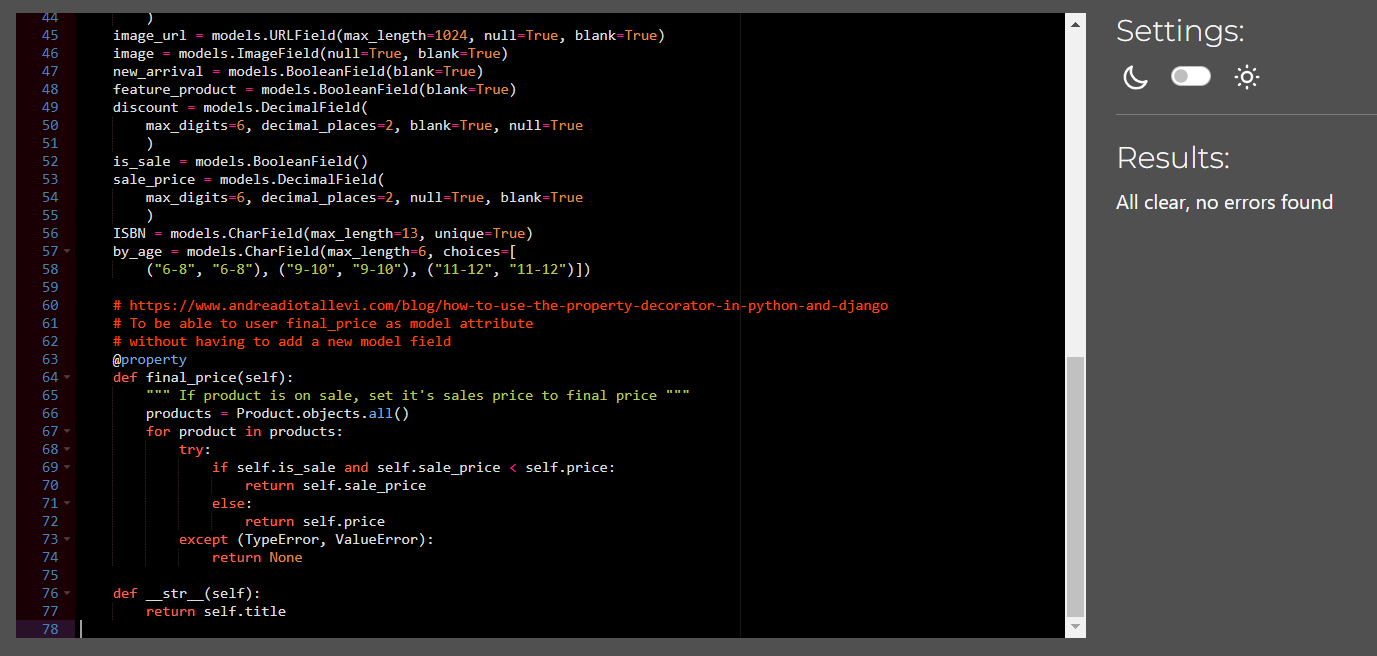 44 )
45 image_url = models.URLField(max_length=1024, null=True, blank=True)
46 image = models.ImageField(null=True, blank=True)
47 new_arrival = models.BooleanField(blank=True)
48 feature_product = models.BooleanField(blank=True)
49 discount = models.DecimalField(
50 max_digits=6, decimal_places=2, blank=True, null=True
51 )
52 is_sale = models.BooleanField()
53 sale_price = models.DecimalField(
54 max_digits=6, decimal_places=2, null=True, blank=True
55 )
56 ISBN = models.CharField(max_length=13, unique=True)
57 by_age = models.CharField(max_length=6, choices=[
58 ("6-8", "6-8"), ("9-10", "9-10"), ("11-12", "11-12")])
59
60 # https://www.andreadiotallevi.com/blog/how-to-use-the-property-decorator-in-python-and-django
61 # To be able to user final_price as model attribute
62 # without having to add a new model field
63 @property
64 def final_price(self):
65 """ If product is on sale, set it's sales price to final price """
66 products = Product.objects.all()
67 for product in products:
68 try:
69 if self.is_sale and self.sale_price < self.price:
70 return self.sale_price
71 else:
72 return self.price
73 except (TypeError, ValueError):
74 return None
75
76 def __str__(self):
77 return self.title
78
Settings:
Results:
All clear, no errors found